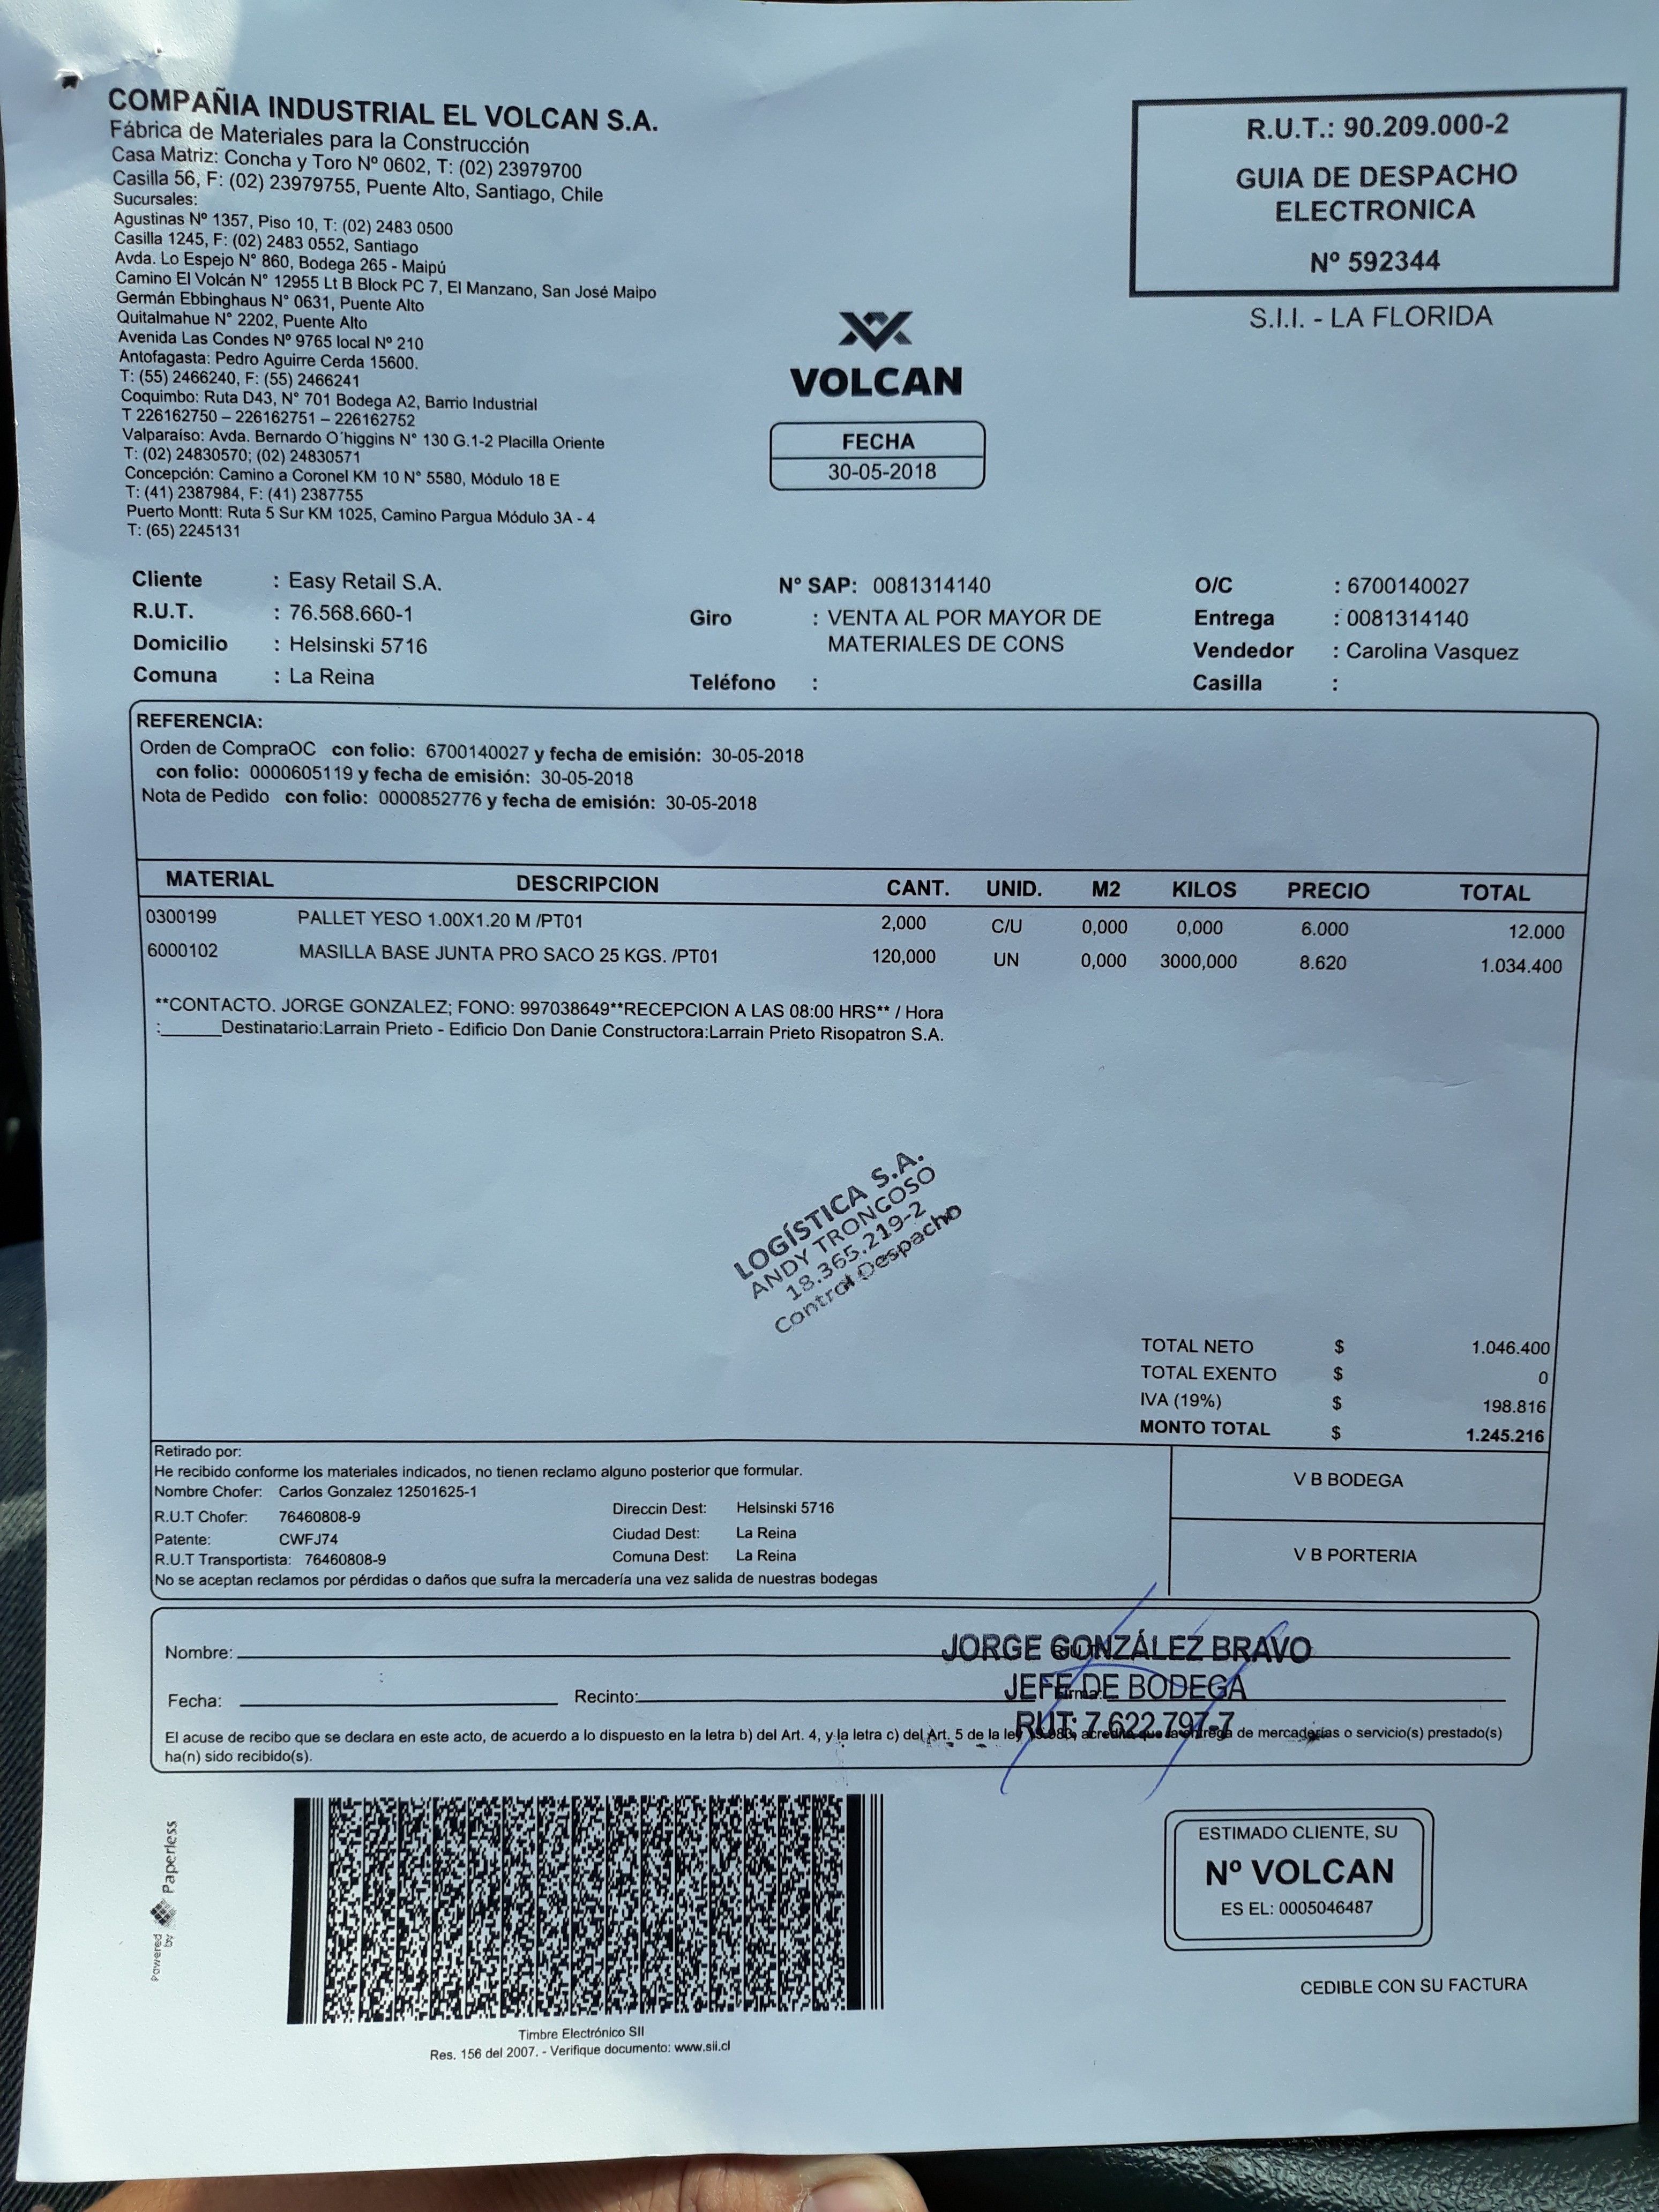 COMPAÑIA INDUSTRIAL EL VOLCAN S.A.
Fábrica de Materiales para la Construcción
Casa Matriz: Concha y Toro Nº 0602, T: (02) 23979700
Casilla 56, F: (02) 23979755, Puente Alto, Santiago, Chile
Sucursales:
Agustinas Nº 1357, Piso 10, T: (02) 2483 0500
Casilla 1245, F: (02) 2483 0552, Santiago
Avda. Lo Espejo N° 860, Bodega 265 - Maipú
Camino El Volcán N° 12955 Lt B Block PC 7, El Manzano, San José Maipo
Germán Ebbinghaus N° 0631, Puente Alto
Quitalmahue N° 2202, Puente Alto
Avenida Las Condes Nº 9765 local Nº 210
Antofagasta: Pedro Aguirre Cerda 15600.
T: (55) 2466240, F: (55) 2466241
Coquimbo: Ruta D43, N° 701 Bodega A2, Barrio Industrial
T 226162750 – 226162751 – 226162752
Valparaíso: Avda. Bernardo O´higgins N° 130 G.1-2 Placilla Oriente
T: (02) 24830570; (02) 24830571
Concepción: Camino a Coronel KM 10 N° 5580, Módulo 18 E
T: (41) 2387984, F: (41) 2387755
Puerto Montt: Ruta 5 Sur KM 1025, Camino Pargua Módulo 3A - 4
T: (65) 2245131
R.U.T.: 90.209.000-2
GUIA DE DESPACHO
ELECTRONICA
Nº 592344
S.I.I. - LA FLORIDA
VOLCAN
FECHA
30-05-2018
Cliente : Easy Retail S.A. N° SAP: 0081314140 O/C : 6700140027
R.U.T. : 76.568.660-1 Giro : VENTA AL POR MAYOR DE Entrega : 0081314140
Domicilio : Helsinski 5716 MATERIALES DE CONS Vendedor : Carolina Vasquez
Comuna : La Reina Teléfono : Casilla :
REFERENCIA:
Orden de CompraOC con folio: 6700140027 y fecha de emisión: 30-05-2018
con folio: 0000605119 y fecha de emisión: 30-05-2018
Nota de Pedido con folio: 0000852776 y fecha de emisión: 30-05-2018
MATERIAL DESCRIPCION CANT. UNID. M2 KILOS PRECIO TOTAL
0300199 PALLET YESO 1.00X1.20 M /PT01 2,000 C/U 0,000 0,000 6.000 12.000
6000102 MASILLA BASE JUNTA PRO SACO 25 KGS. /PT01 120,000 UN 0,000 3000,000 8.620 1.034.400
**CONTACTO. JORGE GONZALEZ; FONO: 997038649**RECEPCION A LAS 08:00 HRS** / Hora
:______Destinatario:Larrain Prieto - Edificio Don Danie Constructora:Larrain Prieto Risopatron S.A.
LOGÍSTICA S.A.
ANDY TRONCOSO
18.365.219-2
Control Despacho
TOTAL NETO $ 1.046.400
TOTAL EXENTO $ 0
IVA (19%) $ 198.816
MONTO TOTAL $ 1.245.216
Retirado por:
He recibido conforme los materiales indicados, no tienen reclamo alguno posterior que formular.
Nombre Chofer: Carlos Gonzalez 12501625-1
R.U.T Chofer: 76460808-9 Direccin Dest: Helsinski 5716
Patente: CWFJ74 Ciudad Dest: La Reina
R.U.T Transportista: 76460808-9 Comuna Dest: La Reina
No se aceptan reclamos por pérdidas o daños que sufra la mercadería una vez salida de nuestras bodegas
V B BODEGA
V B PORTERIA
Nombre:
JORGE GONZÁLEZ BRAVO
JEFE DE BODEGA
RUT: 7.622.797-7
Fecha: Recinto:
El acuse de recibo que se declara en este acto, de acuerdo a lo dispuesto en la letra b) del Art. 4, y la letra c) del Art. 5 de la ley acredita que la entrega de mercaderías o servicio(s) prestado(s)
ha(n) sido recibido(s).
Powered by Paperless
Timbre Electrónico SII
Res. 156 del 2007. - Verifique documento: www.sii.cl
ESTIMADO CLIENTE, SU
Nº VOLCAN
ES EL: 0005046487
CEDIBLE CON SU FACTURA